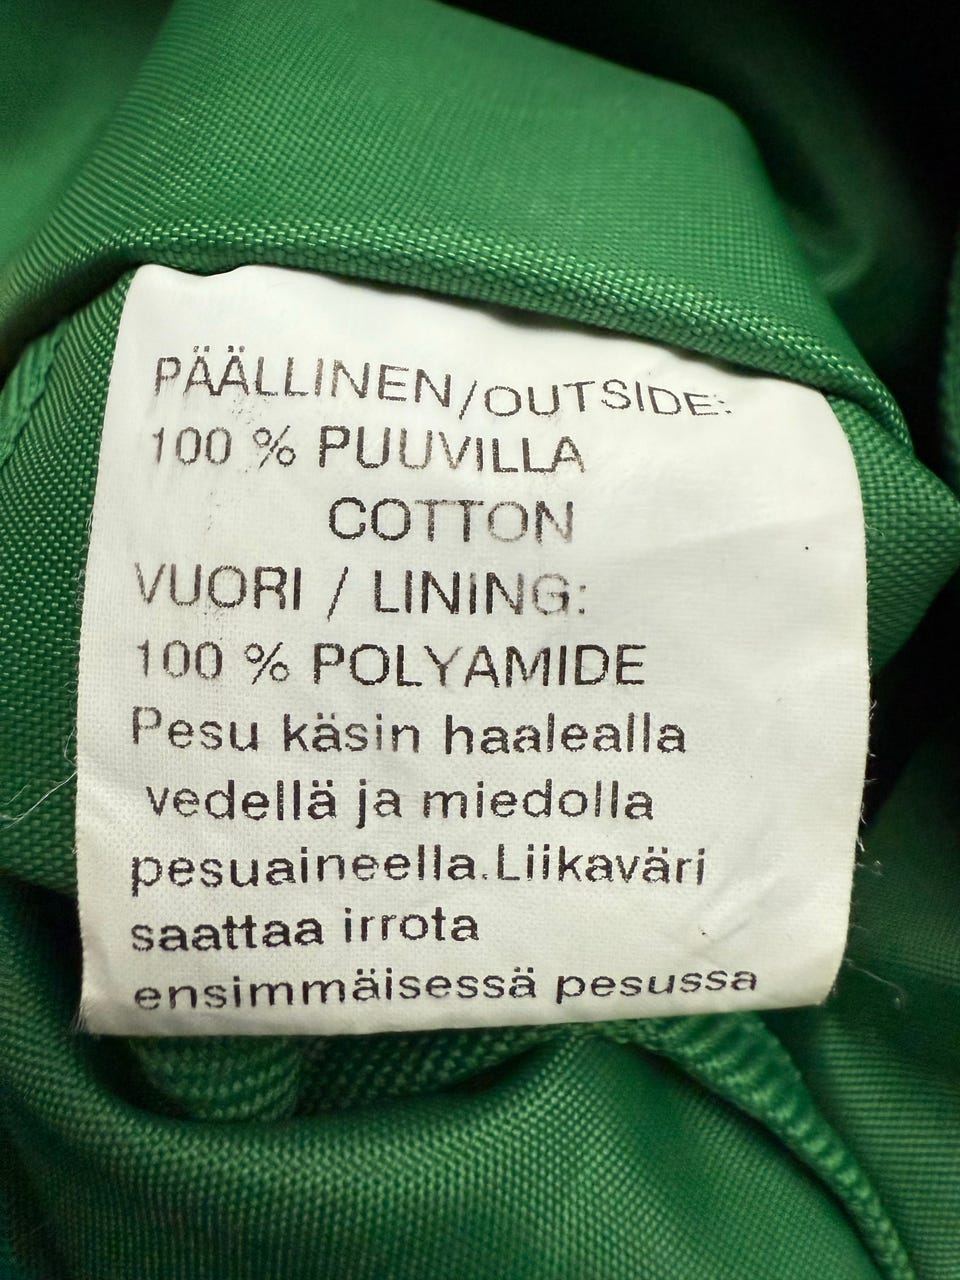 PÄÄLLINEN/OUTSIDE:
100 % PUUVILLA
COTTON
VUORI / LINING:
100 % POLYAMIDE
Pesu käsin haalealla
vedellä ja miedolla
pesuaineella.Liikaväri
saattaa irrota
ensimmäisessä pesussa